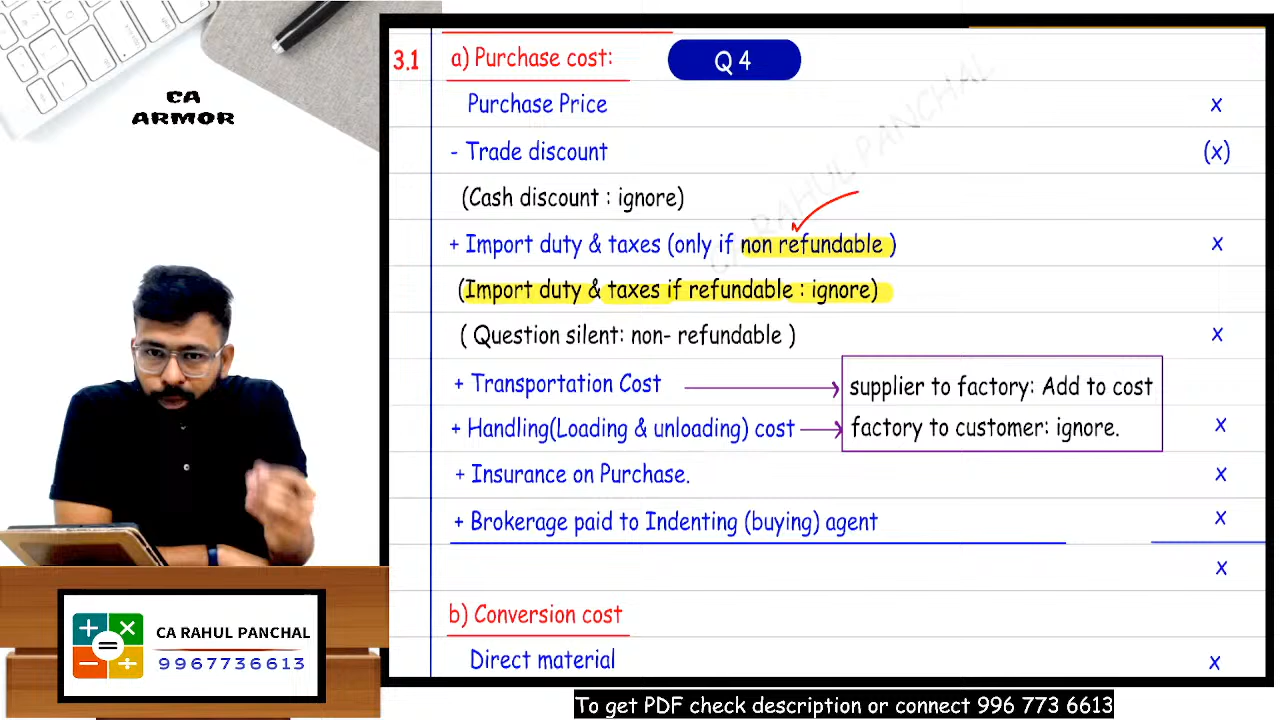 CA
ARMOR
3.1 a) Purchase cost: Q 4
Purchase Price x
- Trade discount (x)
(Cash discount : ignore)
+ Import duty & taxes (only if non refundable ) x
(Import duty & taxes if refundable : ignore)
( Question silent: non- refundable ) x
+ Transportation Cost supplier to factory: Add to cost
+ Handling(Loading & unloading) cost factory to customer: ignore. x
+ Insurance on Purchase. x
+ Brokerage paid to Indenting (buying) agent x
x
b) Conversion cost
Direct material x
CA RAHUL PANCHAL
CA RAHUL PANCHAL
9967736613
To get PDF check description or connect 996 773 6613